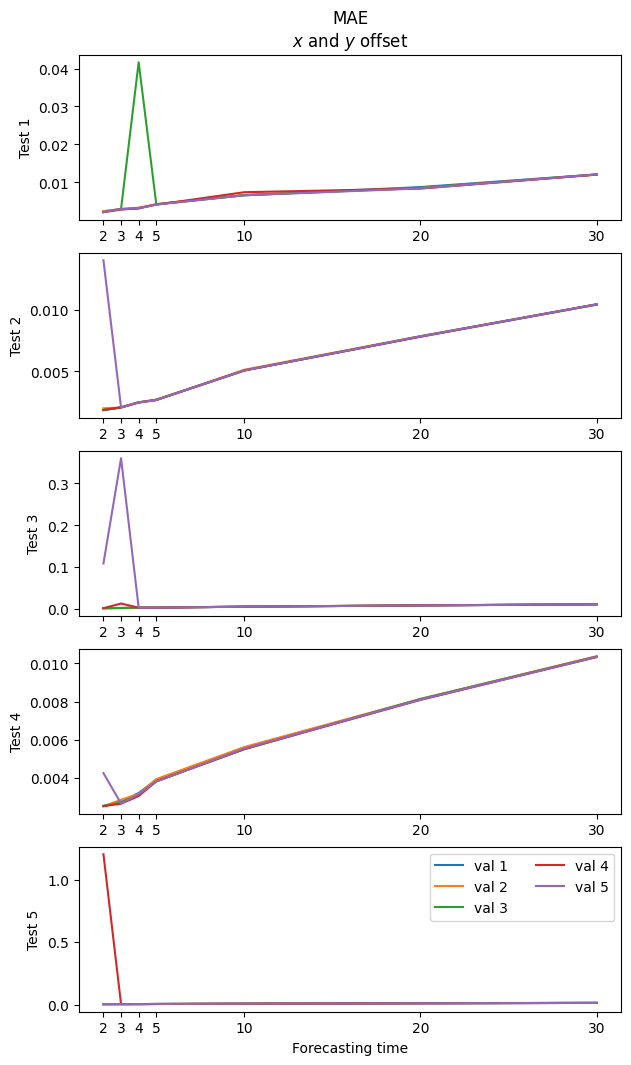 MAE
x and y offset
0.04
0.03
0.02
0.01
Test 1
2 3 4 5 10 20 30
0.010
0.005
Test 2
2 3 4 5 10 20 30
0.3
0.2
0.1
0.0
Test 3
2 3 4 5 10 20 30
0.010
0.008
0.006
0.004
Test 4
2 3 4 5 10 20 30
1.0
0.5
0.0
Test 5
val 1 val 4
val 2 val 5
val 3
2 3 4 5 10 20 30
Forecasting time